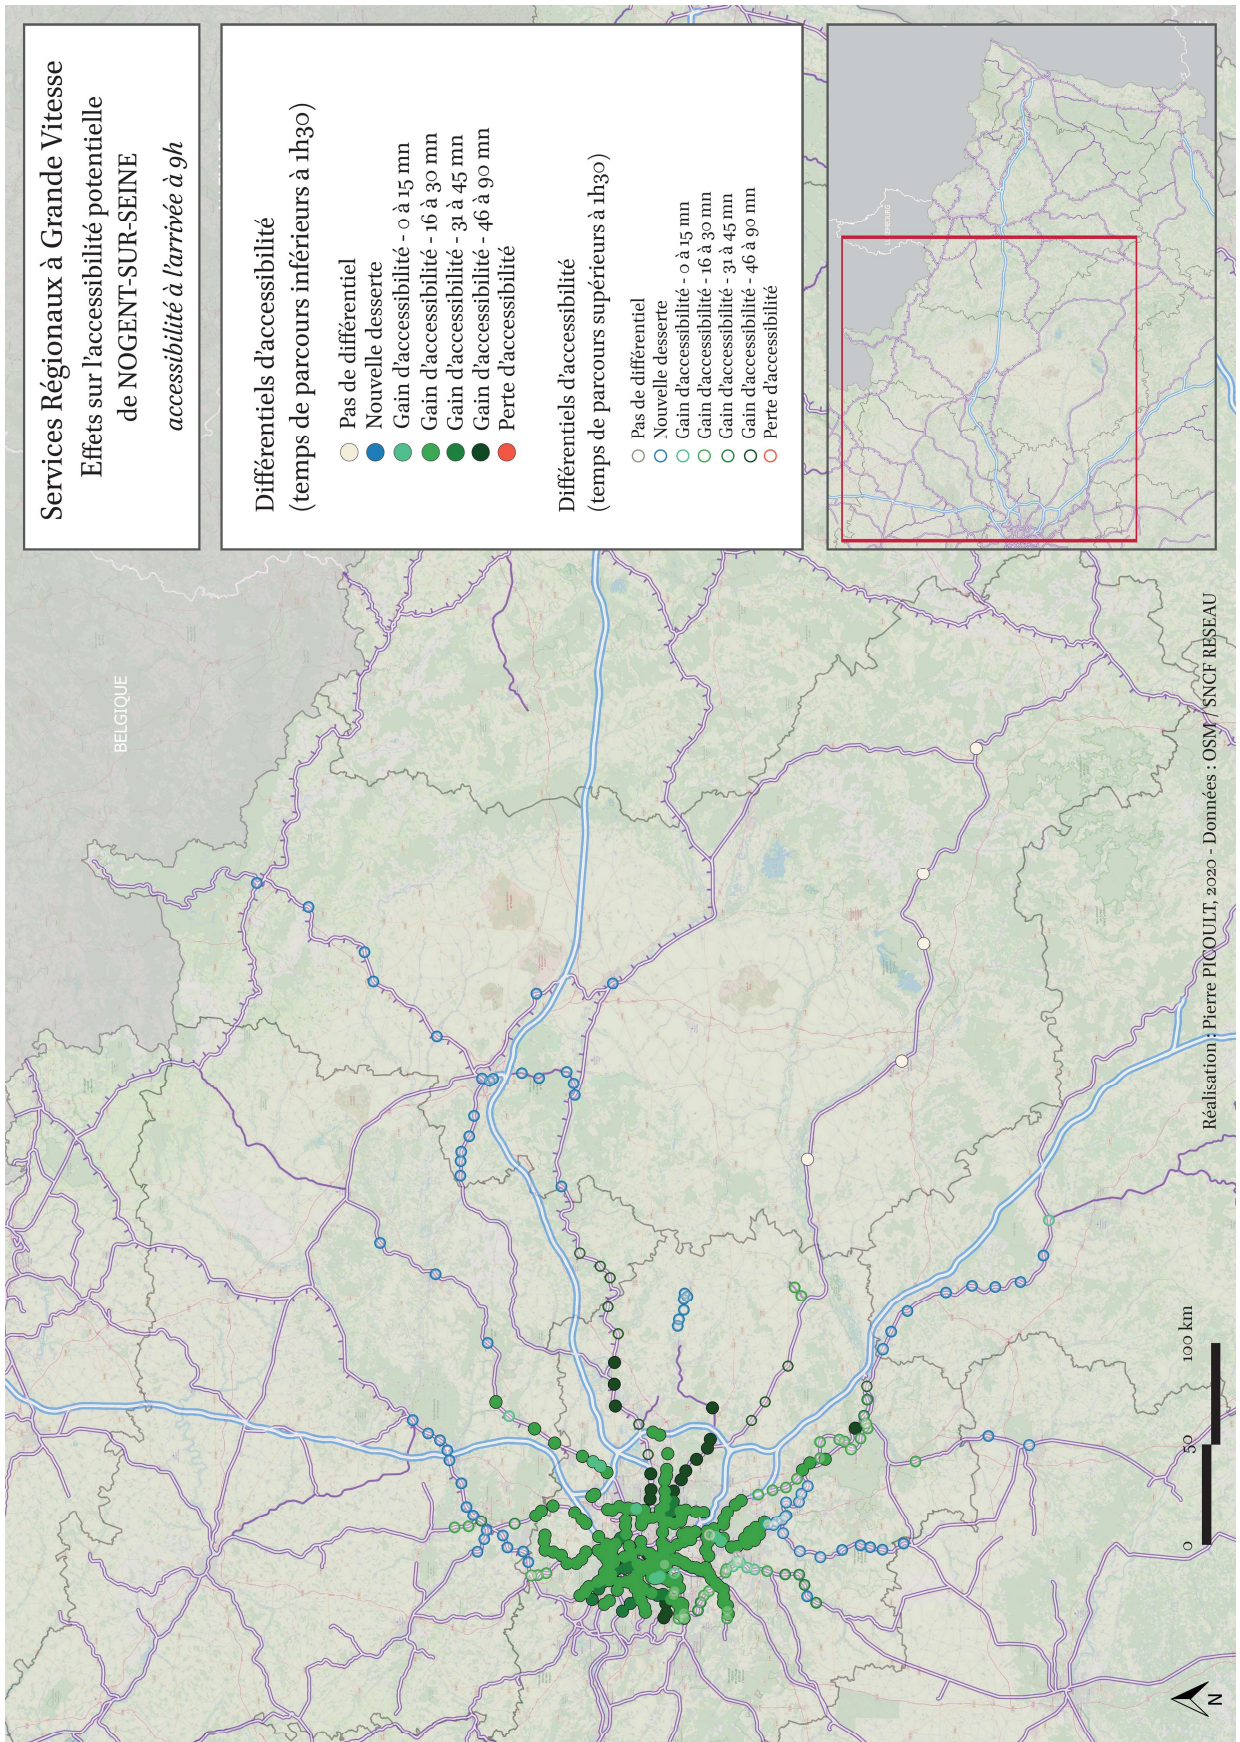 Services Régionaux à Grande Vitesse
Effets sur l'accessibilité potentielle
de NOGENT-SUR-SEINE
accessibilité à l'arrivée à 9h
Différentiels d'accessibilité
(temps de parcours inférieurs à 1h30)
Pas de différentiel
Nouvelle desserte
Gain d'accessibilité - 0 à 15 mn
Gain d'accessibilité - 16 à 30 mn
Gain d'accessibilité - 31 à 45 mn
Gain d'accessibilité - 46 à 90 mn
Perte d'accessibilité
Différentiels d'accessibilité
(temps de parcours supérieurs à 1h30)
Pas de différentiel
Nouvelle desserte
Gain d'accessibilité - 0 à 15 mn
Gain d'accessibilité - 16 à 30 mn
Gain d'accessibilité - 31 à 45 mn
Gain d'accessibilité - 46 à 90 mn
Perte d'accessibilité
BELGIQUE
LUXEMBOURG
N
0 50 100 km
Réalisation : Pierre PICOULT, 2020 - Données : OSM / SNCF RESEAU